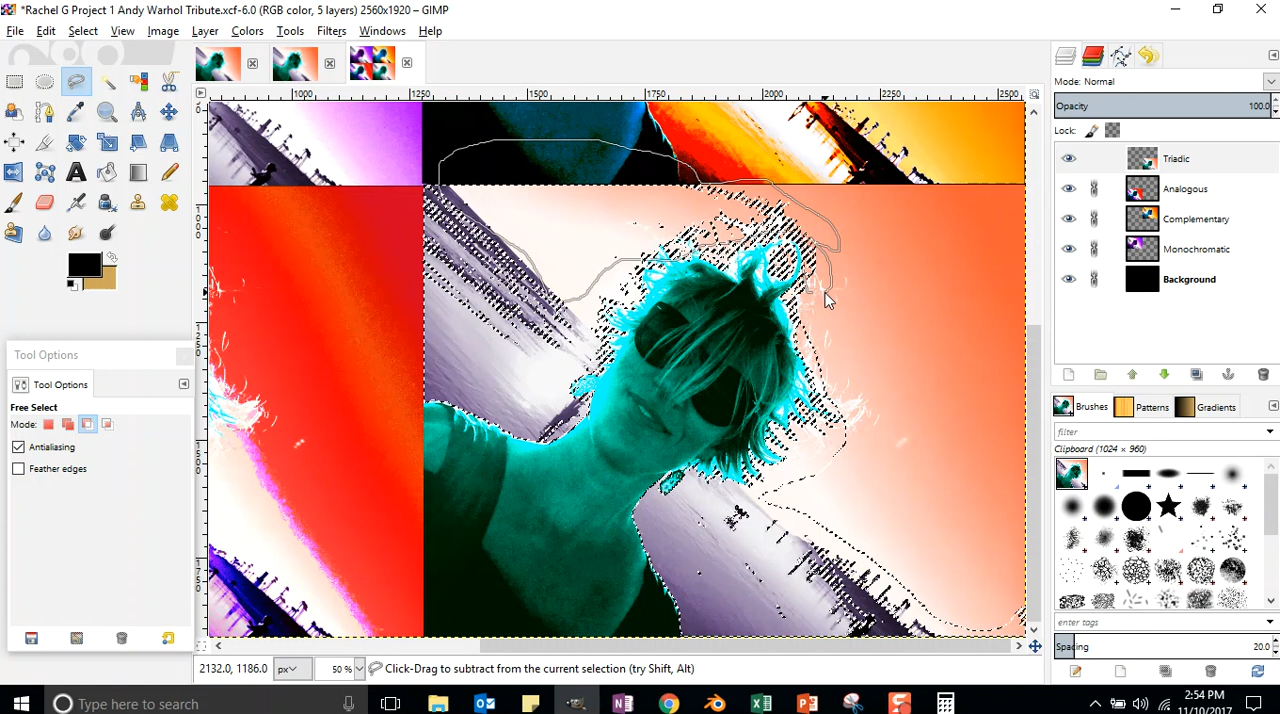 *Rachel G Project 1 Andy Warhol Tribute.xcf-6.0 (RGB color, 5 layers) 2560x1920 – GIMP
File Edit Select View Image Layer Colors Tools Filters Windows Help
Mode: Normal
1000 1250 1500 1750 2000 2250 2500
Opacity 100.0
Lock:
Triadic
Analogous
Complementary
Monochromatic
Background
1000
1250
1500
1750
Tool Options
Tool Options
Free Select
Mode:
Antialiasing
Feather edges
Brushes Patterns Gradients
filter
Clipboard (1024 × 960)
enter tags
Spacing 20.0
2132.0, 1186.0 px 50 % Click-Drag to subtract from the current selection (try Shift, Alt)
Type here to search
2:54 PM
11/10/2017